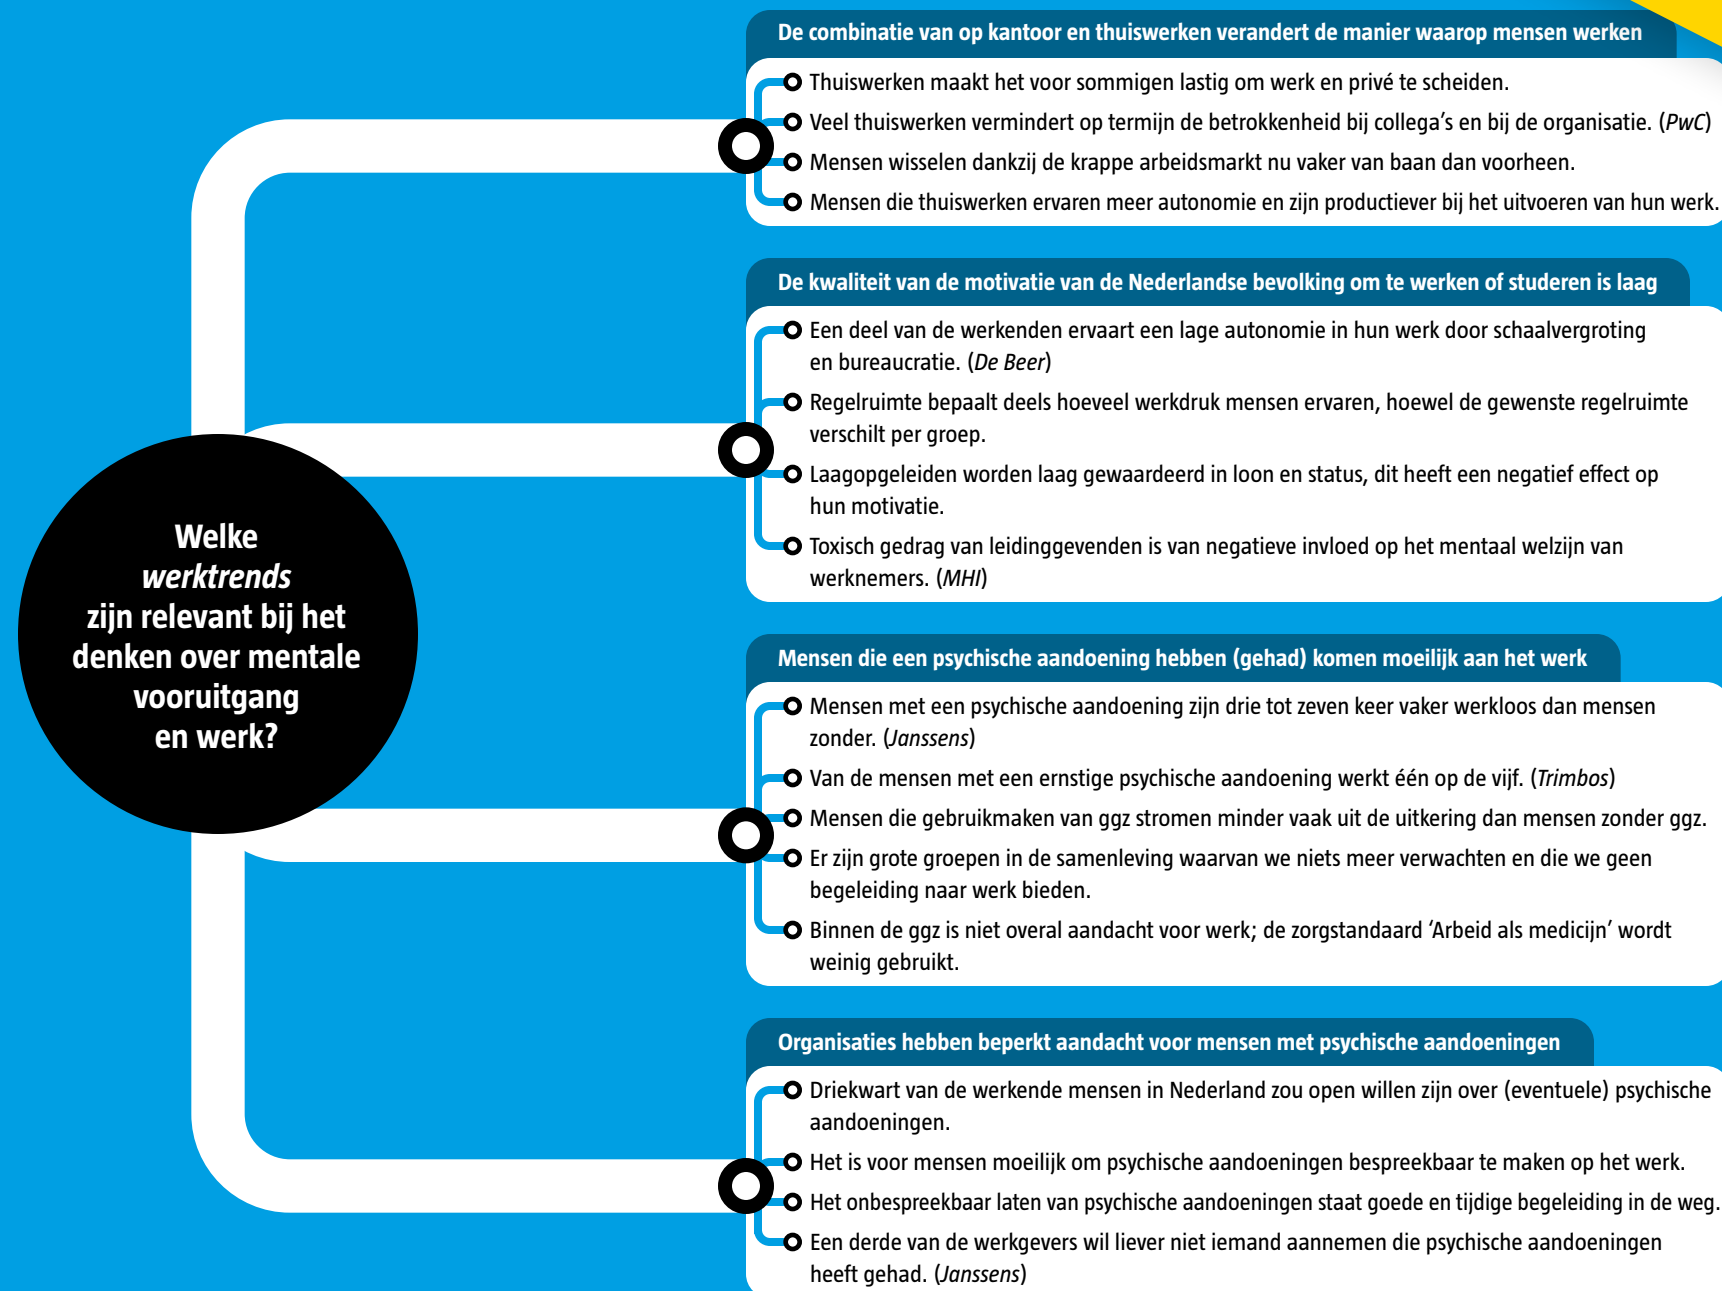 Welke
werktrends
zijn relevant bij het
denken over mentale
vooruitgang
en werk?
De combinatie van op kantoor en thuiswerken verandert de manier waarop mensen werken
Thuiswerken maakt het voor sommigen lastig om werk en privé te scheiden.
Veel thuiswerken vermindert op termijn de betrokkenheid bij collega's en bij de organisatie. (PwC)
Mensen wisselen dankzij de krappe arbeidsmarkt nu vaker van baan dan voorheen.
Mensen die thuiswerken ervaren meer autonomie en zijn productiever bij het uitvoeren van hun werk.
De kwaliteit van de motivatie van de Nederlandse bevolking om te werken of studeren is laag
Een deel van de werkenden ervaart een lage autonomie in hun werk door schaalvergroting
en bureaucratie. (De Beer)
Regelruimte bepaalt deels hoeveel werkdruk mensen ervaren, hoewel de gewenste regelruimte
verschilt per groep.
Laagopgeleiden worden laag gewaardeerd in loon en status, dit heeft een negatief effect op
hun motivatie.
Toxisch gedrag van leidinggevenden is van negatieve invloed op het mentaal welzijn van
werknemers. (MHI)
Mensen die een psychische aandoening hebben (gehad) komen moeilijk aan het werk
Mensen met een psychische aandoening zijn drie tot zeven keer vaker werkloos dan mensen
zonder. (Janssens)
Van de mensen met een ernstige psychische aandoening werkt één op de vijf. (Trimbos)
Mensen die gebruikmaken van ggz stromen minder vaak uit de uitkering dan mensen zonder ggz.
Er zijn grote groepen in de samenleving waarvan we niets meer verwachten en die we geen
begeleiding naar werk bieden.
Binnen de ggz is niet overal aandacht voor werk; de zorgstandaard 'Arbeid als medicijn' wordt
weinig gebruikt.
Organisaties hebben beperkt aandacht voor mensen met psychische aandoeningen
Driekwart van de werkende mensen in Nederland zou open willen zijn over (eventuele) psychische
aandoeningen.
Het is voor mensen moeilijk om psychische aandoeningen bespreekbaar te maken op het werk.
Het onbespreekbaar laten van psychische aandoeningen staat goede en tijdige begeleiding in de weg.
Een derde van de werkgevers wil liever niet iemand aannemen die psychische aandoeningen
heeft gehad. (Janssens)